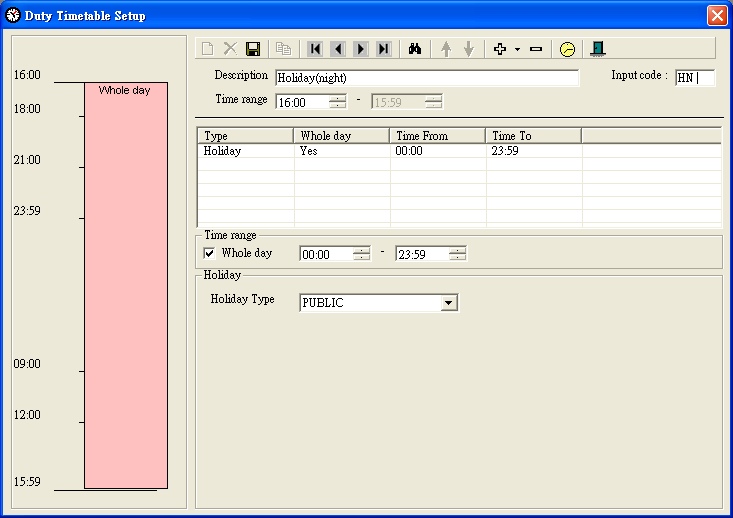 Duty Timetable Setup
16:00
18:00
21:00
23:59
09:00
12:00
15:59
Whole day
Description Holiday(night) Input code : HN
Time range 16:00 - 15:59
Type Whole day Time From Time To
Holiday Yes 00:00 23:59
Time range
Whole day 00:00 - 23:59
Holiday
Holiday Type PUBLIC